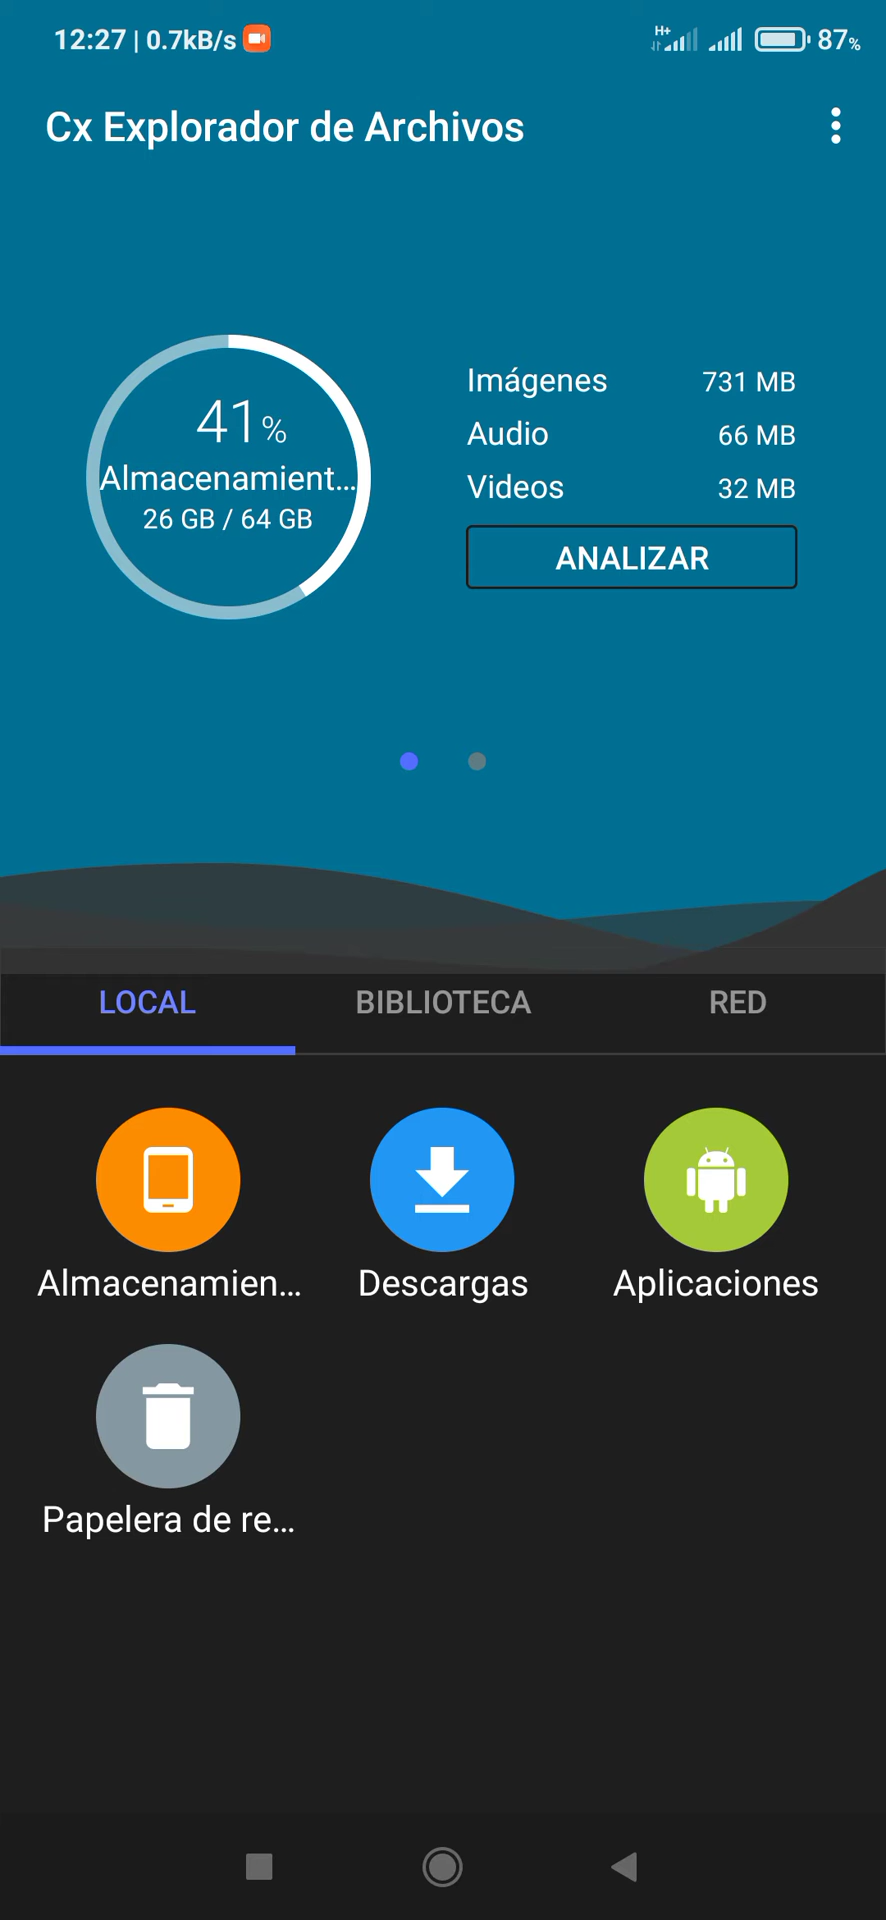 12:27 | 0.7kB/s
H+
87%
Cx Explorador de Archivos
41%
Almacenamient...
26 GB / 64 GB
Imágenes 731 MB
Audio 66 MB
Videos 32 MB
ANALIZAR
LOCAL BIBLIOTECA RED
Almacenamien... Descargas Aplicaciones
Papelera de re...